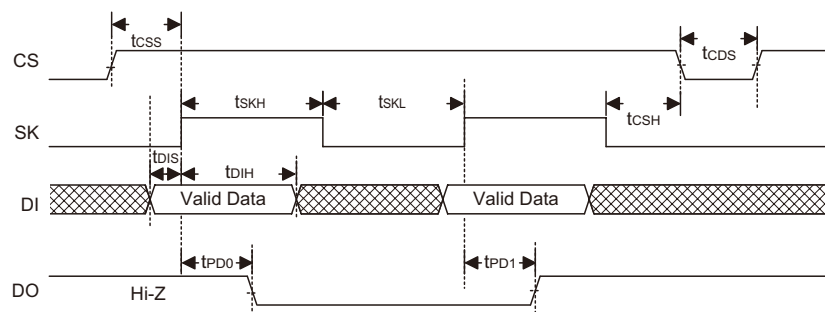 tCSS
tCDS
CS
tSKH
tSKL
tCSH
SK
tDIS
tDIH
DI
Valid Data
Valid Data
tPD0
tPD1
DO
Hi-Z